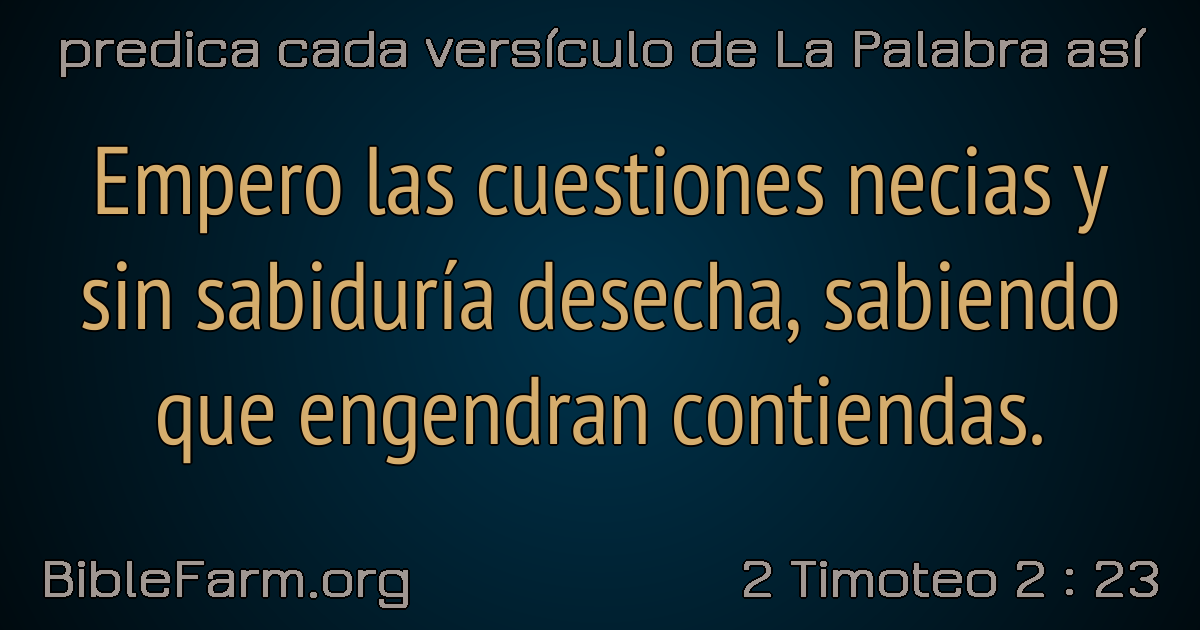 predica cada versículo de La Palabra así
Empero las cuestiones necias y
sin sabiduría desecha, sabiendo
que engendran contiendas.
BibleFarm.org
2 Timoteo 2 : 23